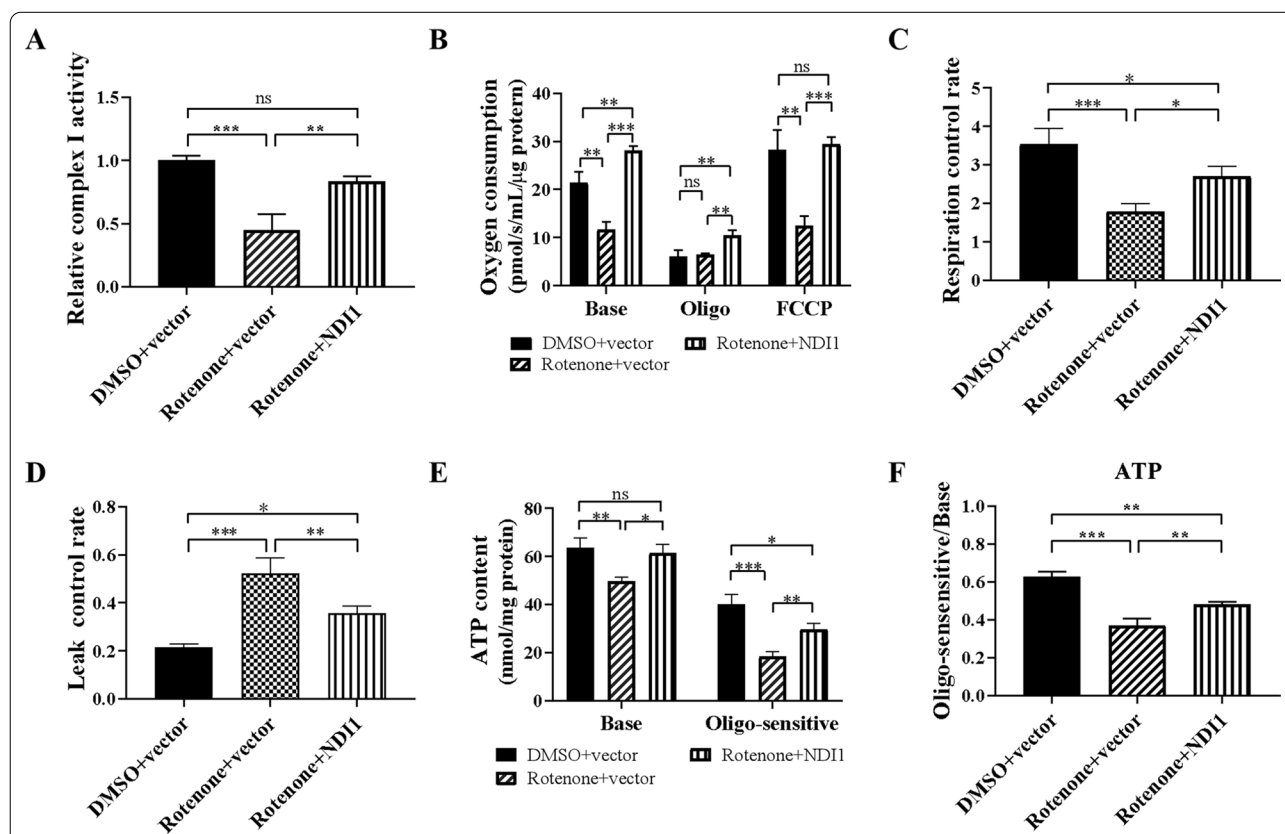 A
Relative complex I activity
1.5
1.0
0.5
0.0
ns
***
**
DMSO+vector
Rotenone+vector
Rotenone+NDI1
B
Oxygen consumption
(pmol/s/mL/μg protein)
40
30
20
10
0
**
***
**
**
ns
**
ns
**
***
Base
Oligo
FCCP
DMSO+vector
Rotenone+NDI1
Rotenone+vector
C
Respiration control rate
5
4
3
2
1
0
*
***
*
DMSO+vector
Rotenone+vector
Rotenone+NDI1
D
Leak control rate
0.8
0.6
0.4
0.2
0.0
*
***
**
DMSO+vector
Rotenone+vector
Rotenone+NDI1
E
ATP content
(nmol/mg protein)
80
60
40
20
0
ns
**
*
*
***
**
Base
Oligo-sensitive
DMSO+vector
Rotenone+NDI1
Rotenone+vector
F
ATP
Oligo-sensensitive/Base
0.8
0.6
0.4
0.2
0.0
**
***
**
DMSO+vector
Rotenone+vector
Rotenone+NDI1